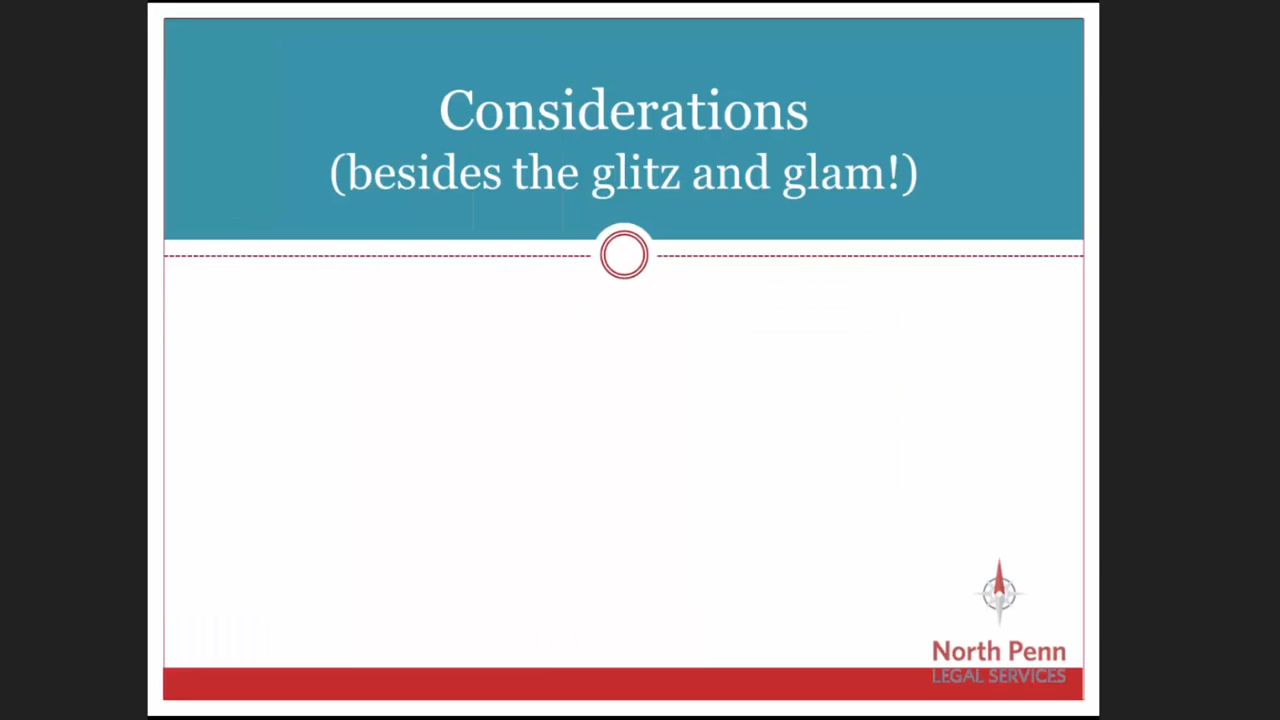 Considerations
(besides the glitz and glam!)
North Penn
LEGAL SERVICES